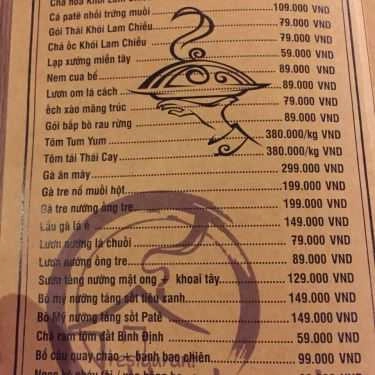 Chả hoa Khói Lam Chiều
Cá patê nhồi trứng muối 109.000 VND
Gỏi Thái Khói Lam Chiều 79.000 VND
Chả ốc Khói Lam Chiều 79.000 VND
Lạp xưởng miền tây 59.000 VND
Nem cua bể 89.000 VND
Lươn om lá cách 89.000 VND
ếch xào măng trúc 79.000 VND
Gỏi bắp bò rau rừng 89.000 VND
Tôm Tum Yum 380.000/kg VND
Tôm tái Thái Cay 380.000/kg VND
Gà ăn mày 299.000 VND
Gà tre nổ muối hột 199.000 VND
Gà tre nướng ống tre 199.000 VND
Lẩu gà lá é 149.000 VND
Lươn nướng lá chuối 79.000 VND
Lươn nướng ống tre 89.000 VND
Sườn tảng nướng mật ong + khoai tây 129.000 VND
Bò mỹ nướng tảng sốt tiêu xanh 149.000 VND
Bò Mỹ nướng tảng sốt Patê 149.000 VND
Chả ram tôm đất Bình Định 59.000 VND
Bồ câu quay chảo + bánh bao chiên 99.000 VND
restaurant